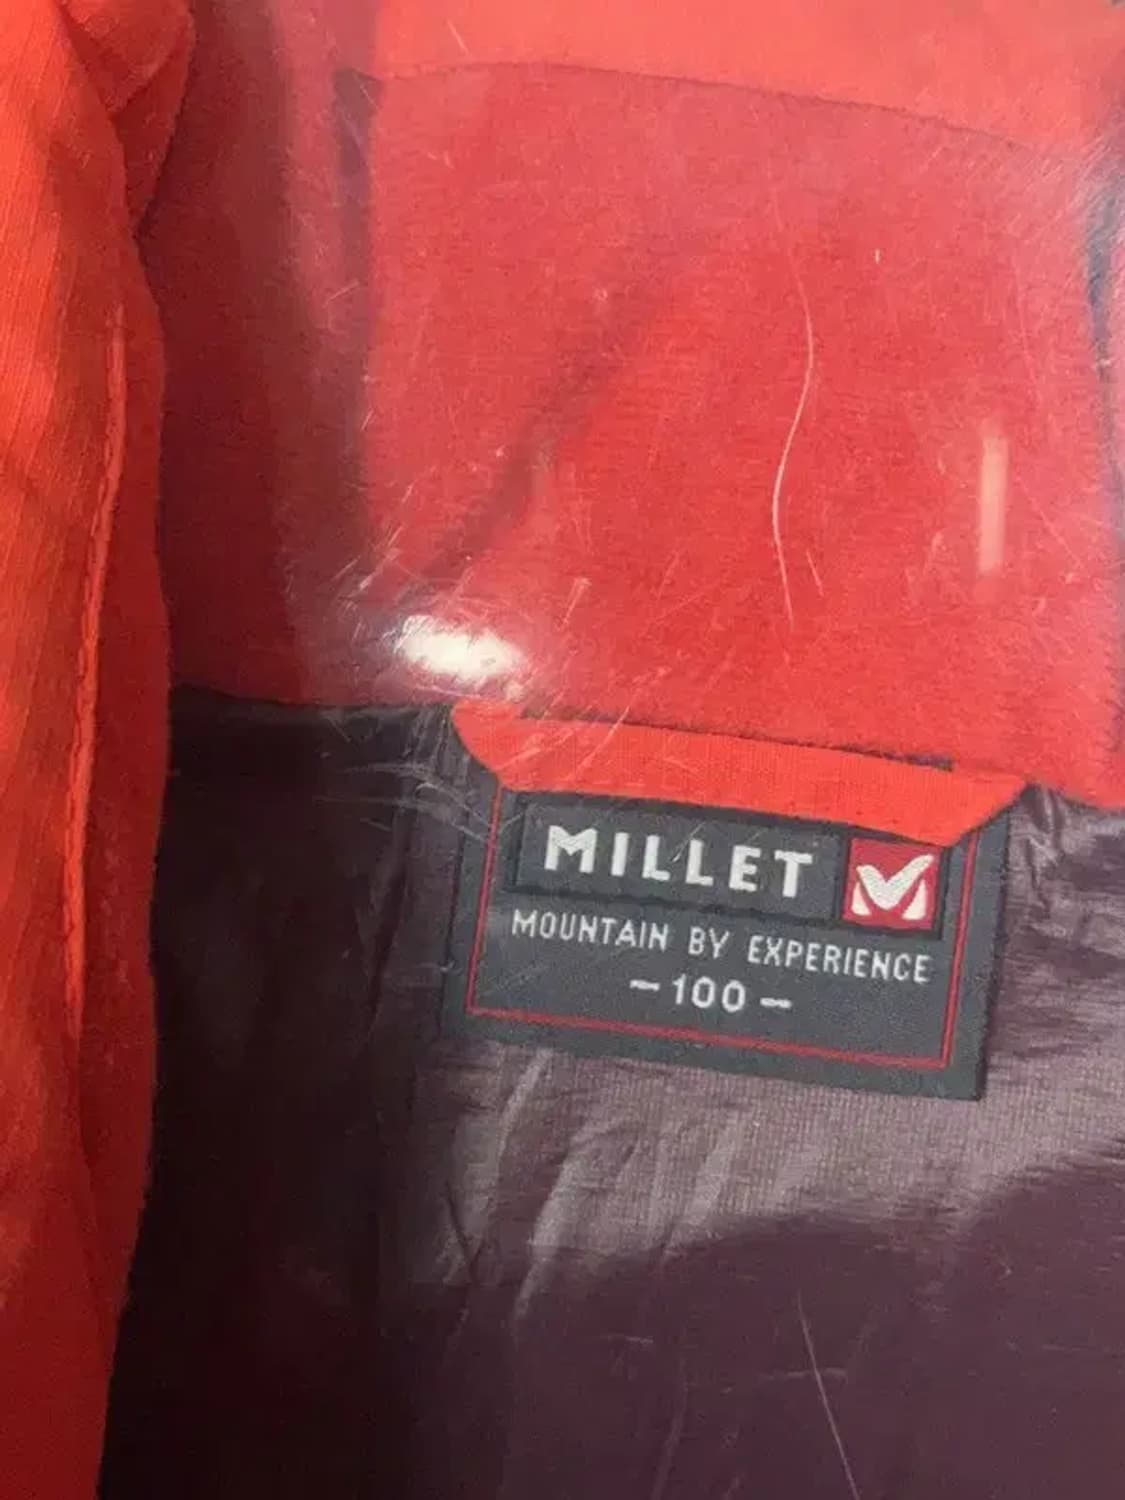 MILLET
MOUNTAIN BY EXPERIENCE
-100-